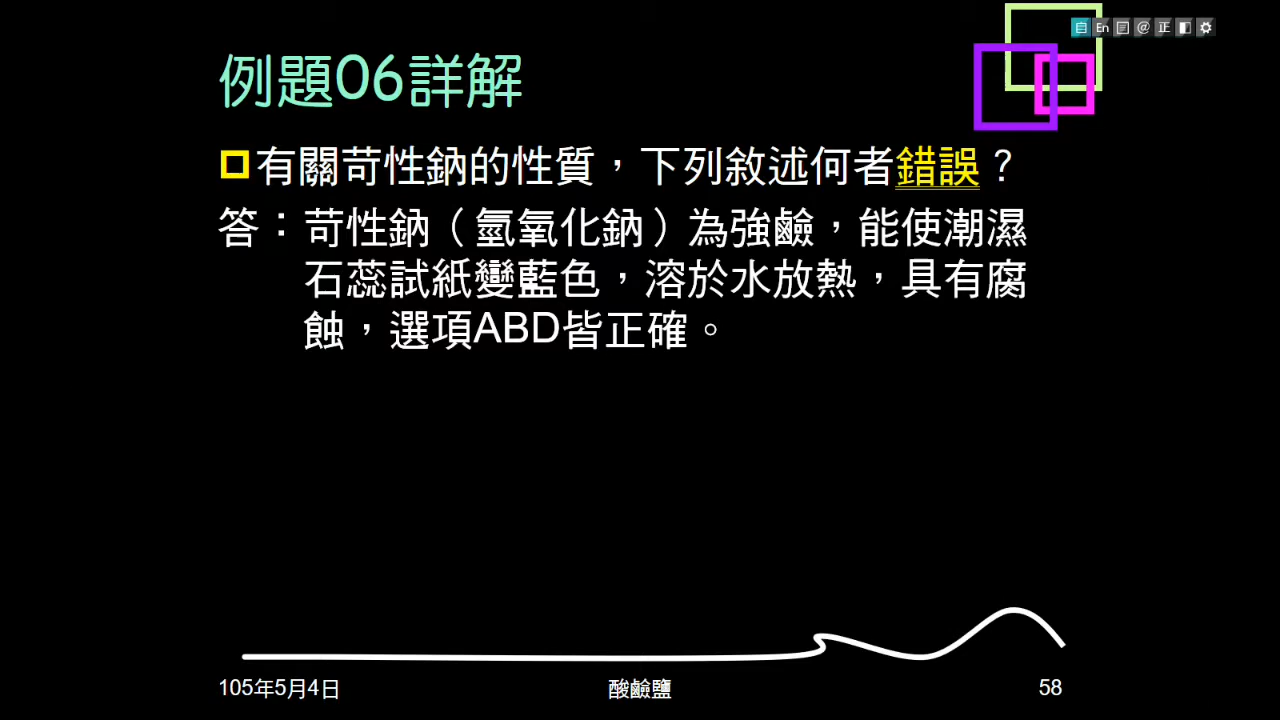 En @ 正
例題06詳解
有關苛性鈉的性質，下列敘述何者錯誤？
答：苛性鈉（氫氧化鈉）為強鹼，能使潮濕
石蕊試紙變藍色，溶於水放熱，具有腐
蝕，選項ABD皆正確。
105年5月4日 酸鹼鹽 58